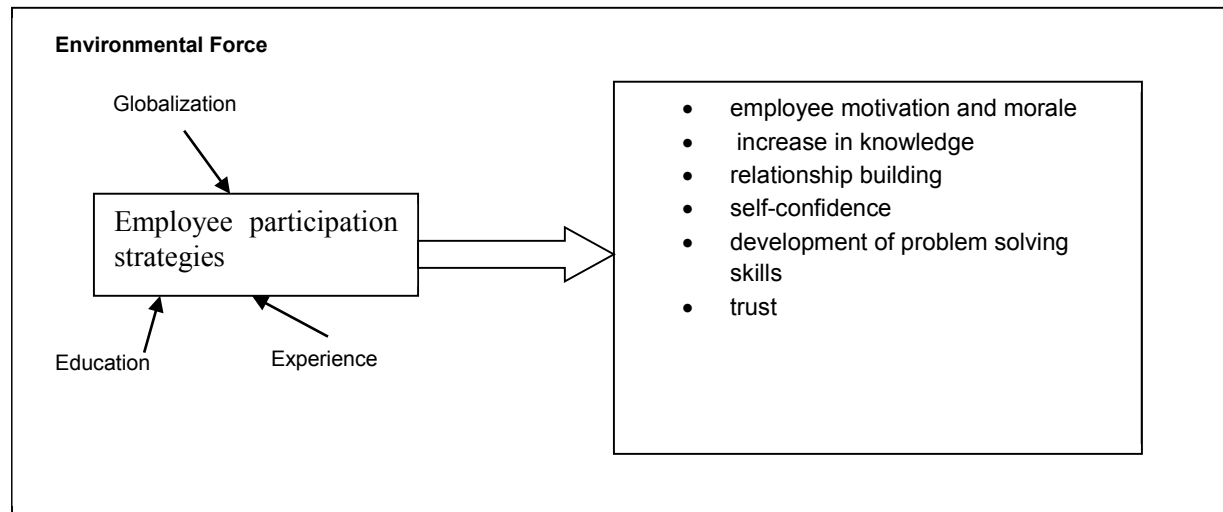 Environmental Force
Globalization
Employee participation
strategies
Education
Experience
• employee motivation and morale
• increase in knowledge
• relationship building
• self-confidence
• development of problem solving
skills
• trust